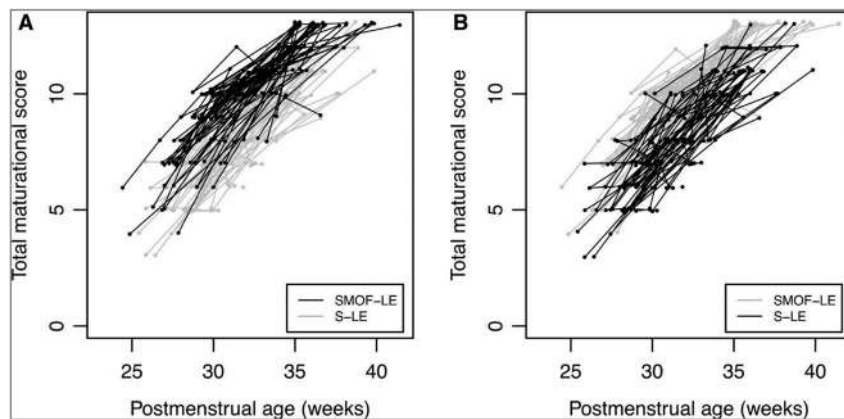 A
Total maturational score
10
5
0
SMOF-LE
S-LE
25 30 35 40
Postmenstrual age (weeks)
B
Total maturational score
10
5
0
SMOF-LE
S-LE
25 30 35 40
Postmenstrual age (weeks)